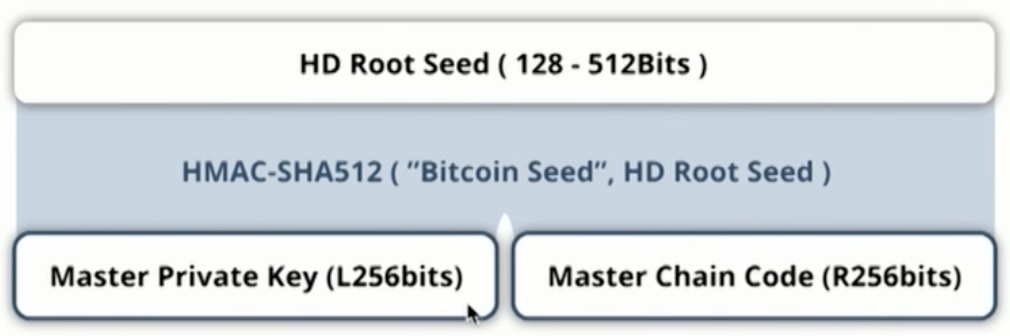 HD Root Seed ( 128 - 512Bits )
HMAC-SHA512 ( ”Bitcoin Seed”, HD Root Seed )
Master Private Key (L256bits)
Master Chain Code (R256bits)